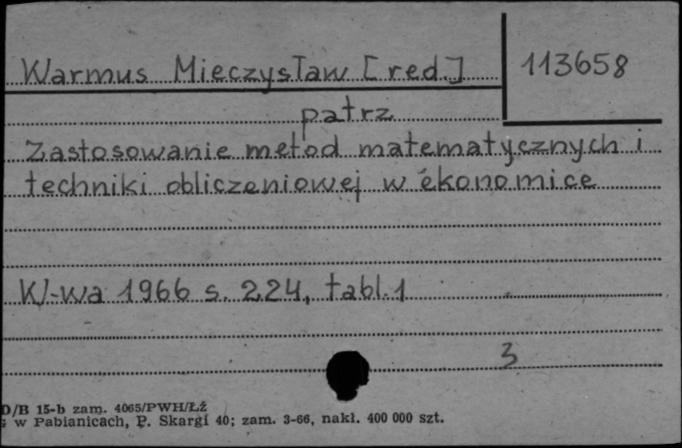 Warmus Mieczysław [red.] 113658
patrz
Zastosowanie metod matematycznych i
techniki obliczeniowej w ekonomice
W-wa 1966 s. 224, tabl. 1
3
D/B 15-b zam. 4065/PWH/Łź
w Pabianicach, P. Skargi 40; zam. 3-66, nakł. 400 000 szt.